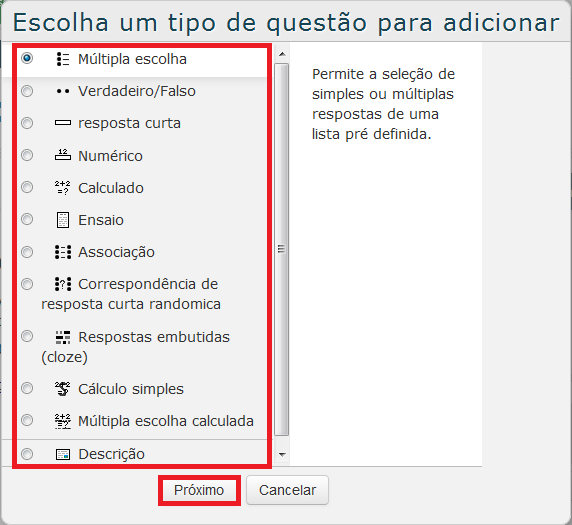 Escolha um tipo de questão para adicionar
Múltipla escolha
Verdadeiro/Falso
resposta curta
Numérico
Calculado
Ensaio
Associação
Correspondência de
resposta curta randomica
Respostas embutidas
(cloze)
Cálculo simples
Múltipla escolha calculada
Descrição
Permite a seleção de
simples ou múltiplas
respostas de uma
lista pré definida.
Próximo
Cancelar